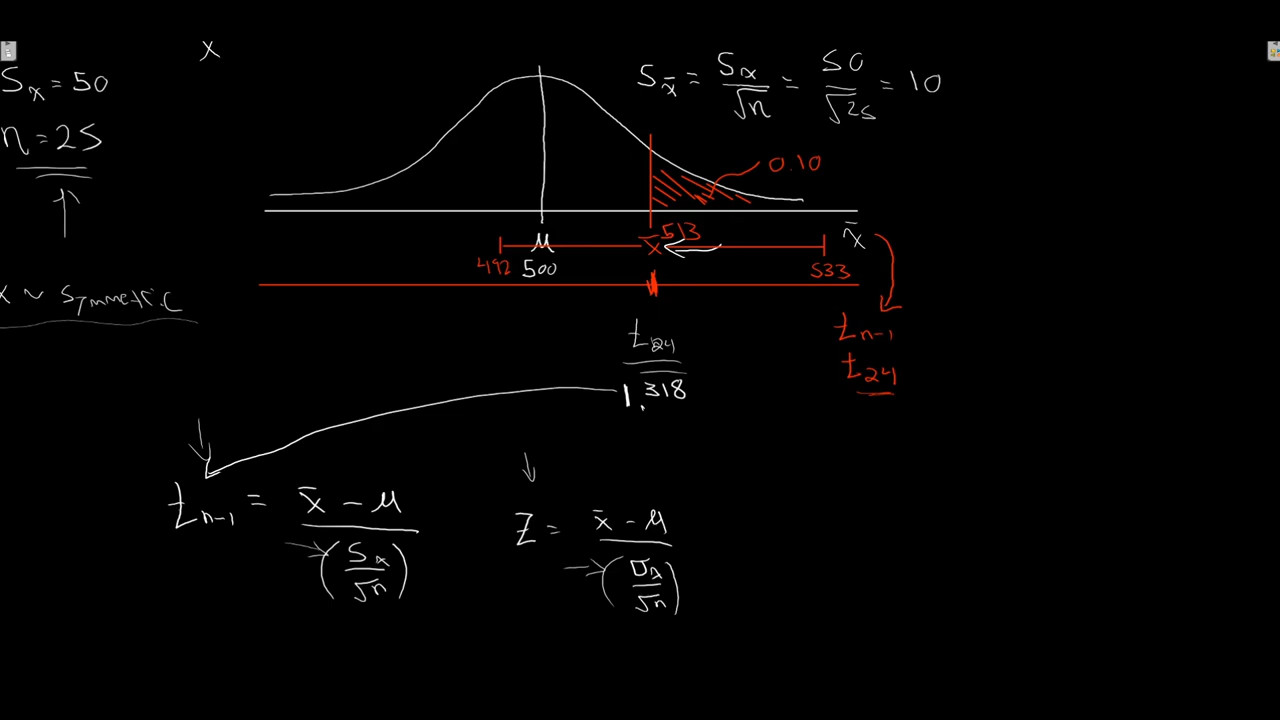 x
Sx = 50
n = 25
x ~ Symmetric
Sx̄ = Sx/√n = 50/√25 = 10
0.10
μ
500
x̄
513
492
533
x̄
tn-1
t24
t24
1.318
tn-1 = x̄ - μ / (Sx/√n)
Z = x̄ - μ / (σx/√n)